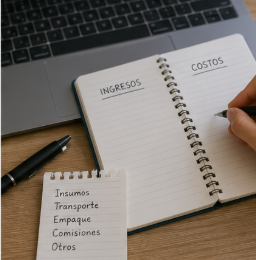 INGRESOS
COSTOS
Insumos
Transporte
Empaque
Comisiones
Otros